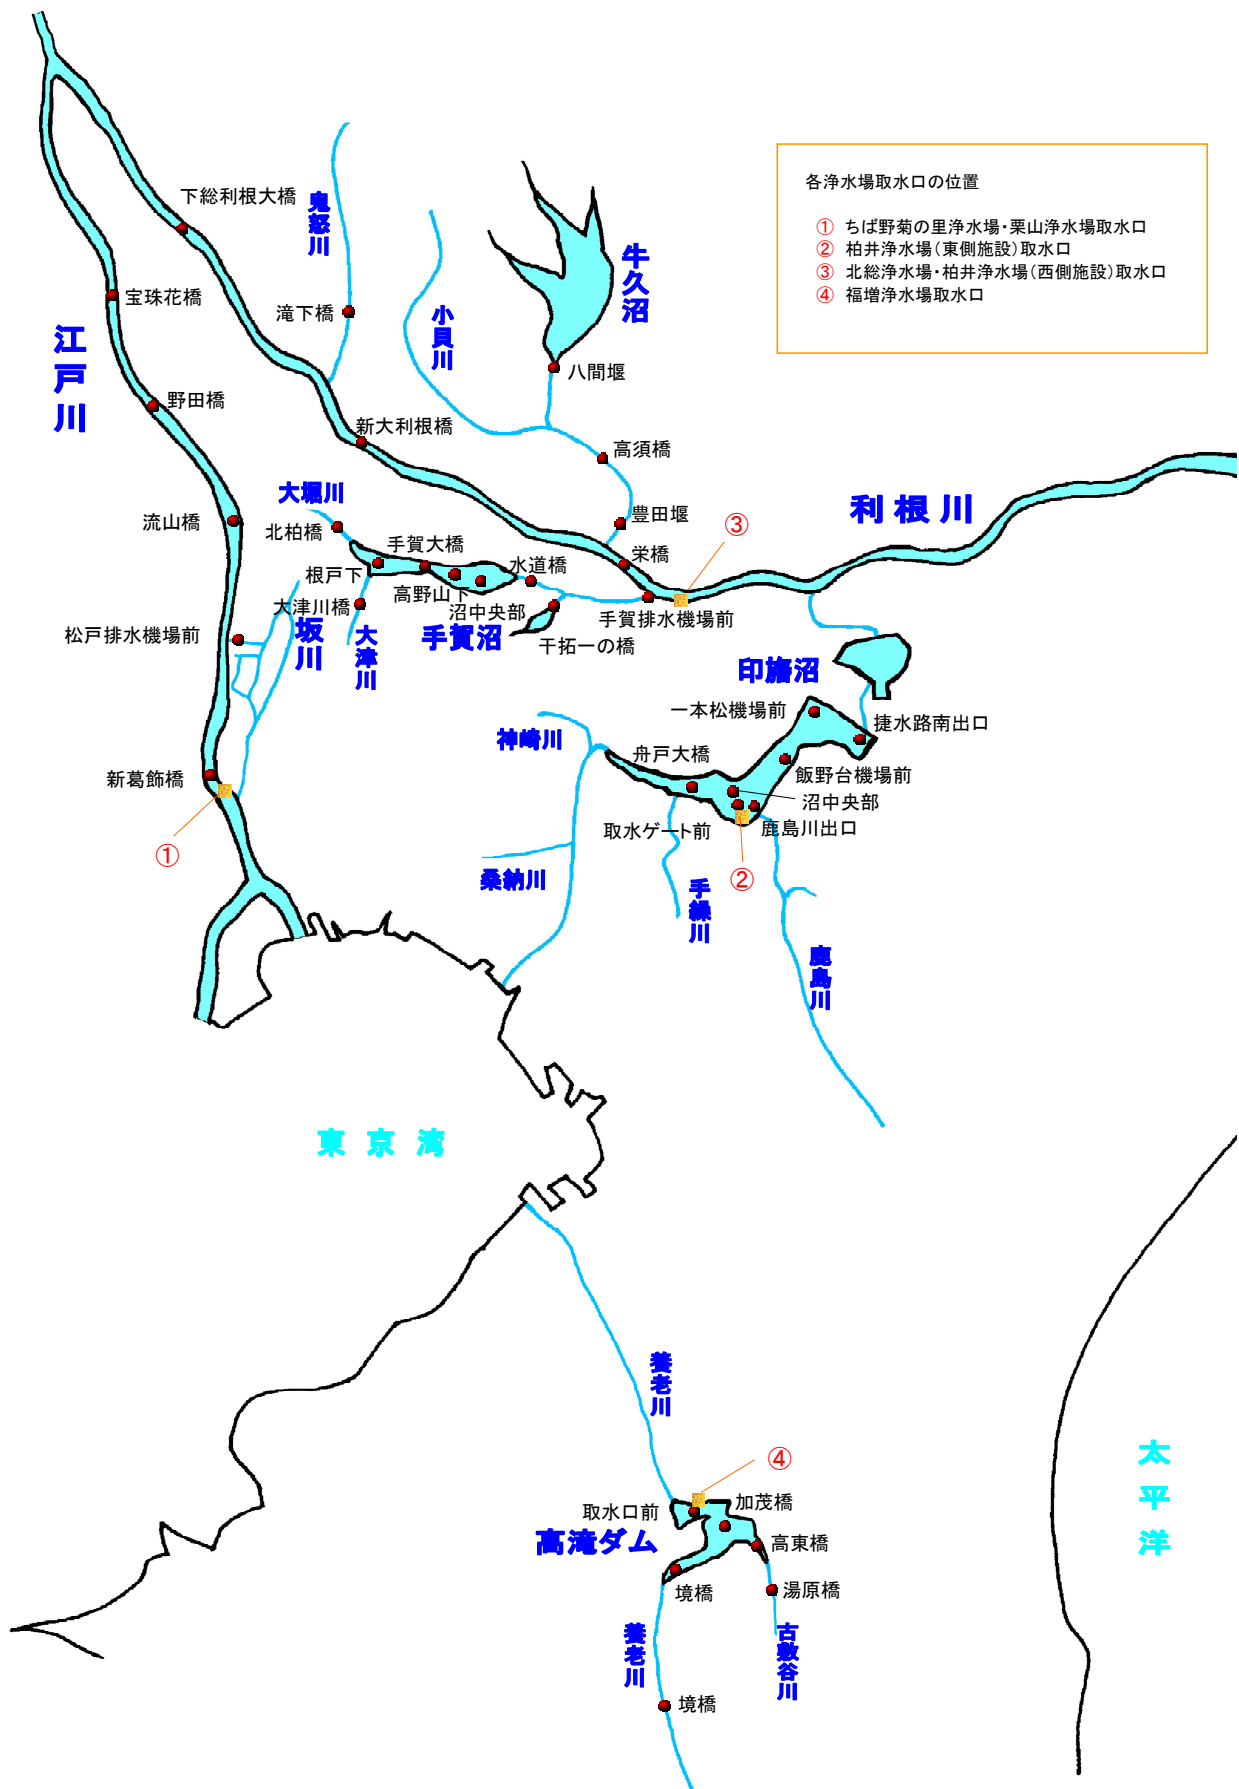 各浄水場取水口の位置
① ちば野菊の里浄水場・栗山浄水場取水口
② 柏井浄水場(東側施設)取水口
③ 北総浄水場・柏井浄水場(西側施設)取水口
④ 福増浄水場取水口
下総利根大橋
鬼怒川
牛久沼
宝珠花橋
滝下橋
小貝川
江戸川
八間堰
野田橋
新大利根橋
高須橋
大堀川
利根川
流山橋
北柏橋
豊田堰
③
手賀大橋
栄橋
根戸下
水道橋
高野山下
大津川橋
沼中央部
手賀排水機場前
松戸排水機場前
坂川
大津川
手賀沼
干拓一の橋
印旛沼
一本松機場前
捷水路南出口
神崎川
舟戸大橋
新葛飾橋
飯野台機場前
沼中央部
取水ゲート前
鹿島川出口
①
桑納川
②
手繰川
鹿島川
東京湾
養老川
太平洋
④
取水口前
加茂橋
高滝ダム
高東橋
境橋
湯原橋
養老川
古敷谷川
境橋